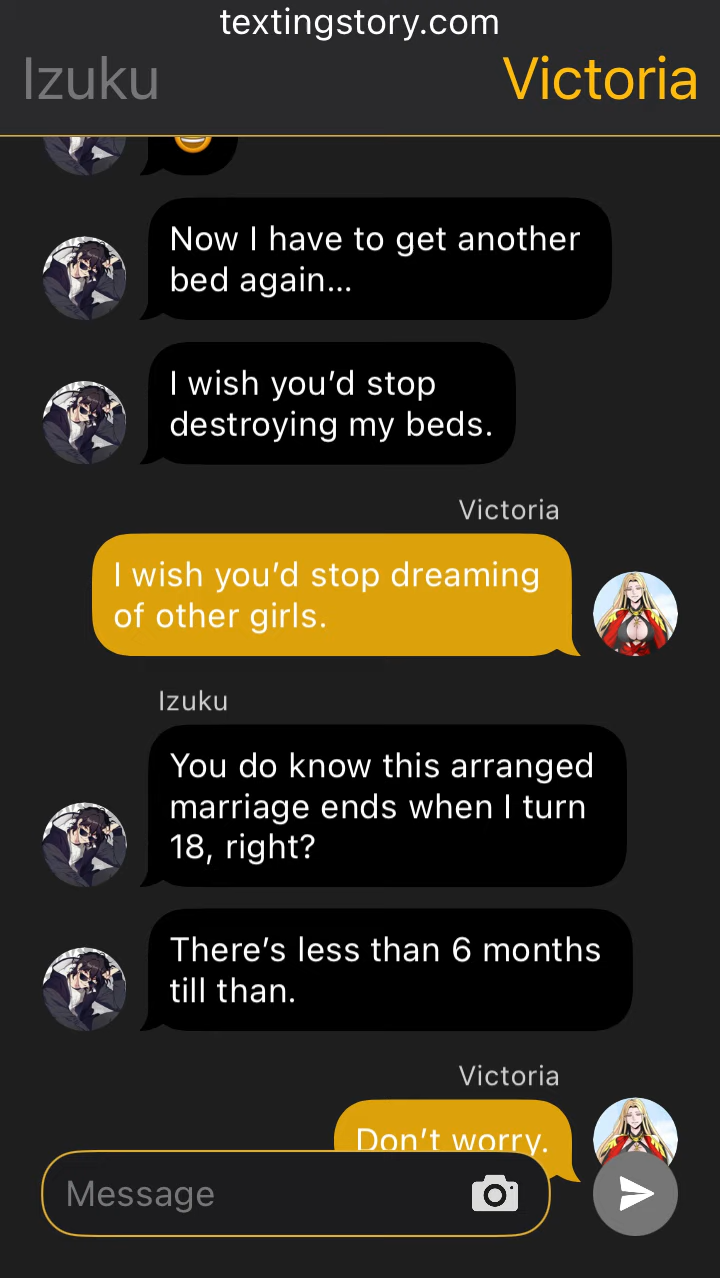 textingstory.com
Izuku
Victoria
Now I have to get another
bed again...
I wish you'd stop
destroying my beds.
Victoria
I wish you'd stop dreaming
of other girls.
Izuku
You do know this arranged
marriage ends when I turn
18, right?
There's less than 6 months
till than.
Victoria
Don't worry.
Message